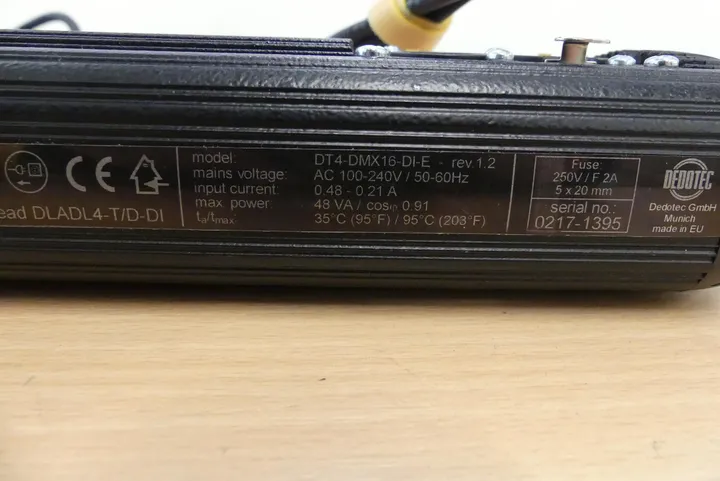 CE
ead DLADL4-T/D-DI
model: DT4-DMX16-DI-E - rev.1.2
mains voltage: AC 100-240V / 50-60Hz
input current: 0.48 - 0.21 A
max power: 48 VA / cosφ 0.91
ta/tmax: 35°C (95°F) / 95°C (203°F)
Fuse:
250V / F 2A
5 x 20 mm
serial no.:
0217-1395
DEDOTEC
Dedotec GmbH
Munich
made in EU